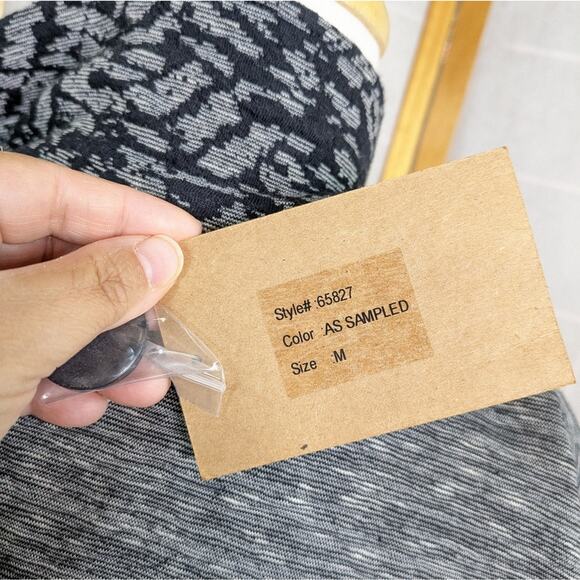 Style# :65827
Color :AS SAMPLED
Size :M